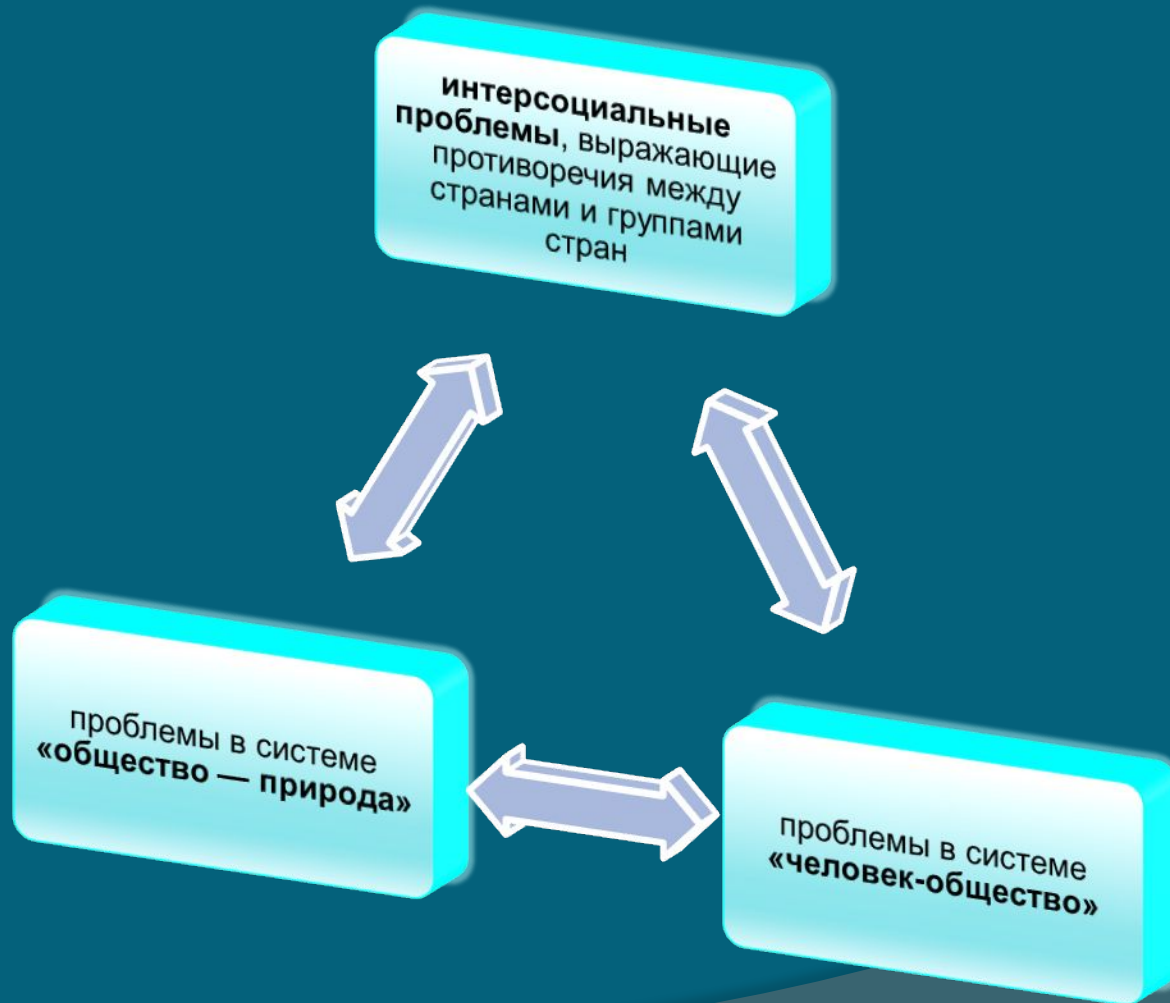 интерсоциальные
проблемы, выражающие
противоречия между
странами и группами
стран
проблемы в системе
«общество — природа»
проблемы в системе
«человек-общество»